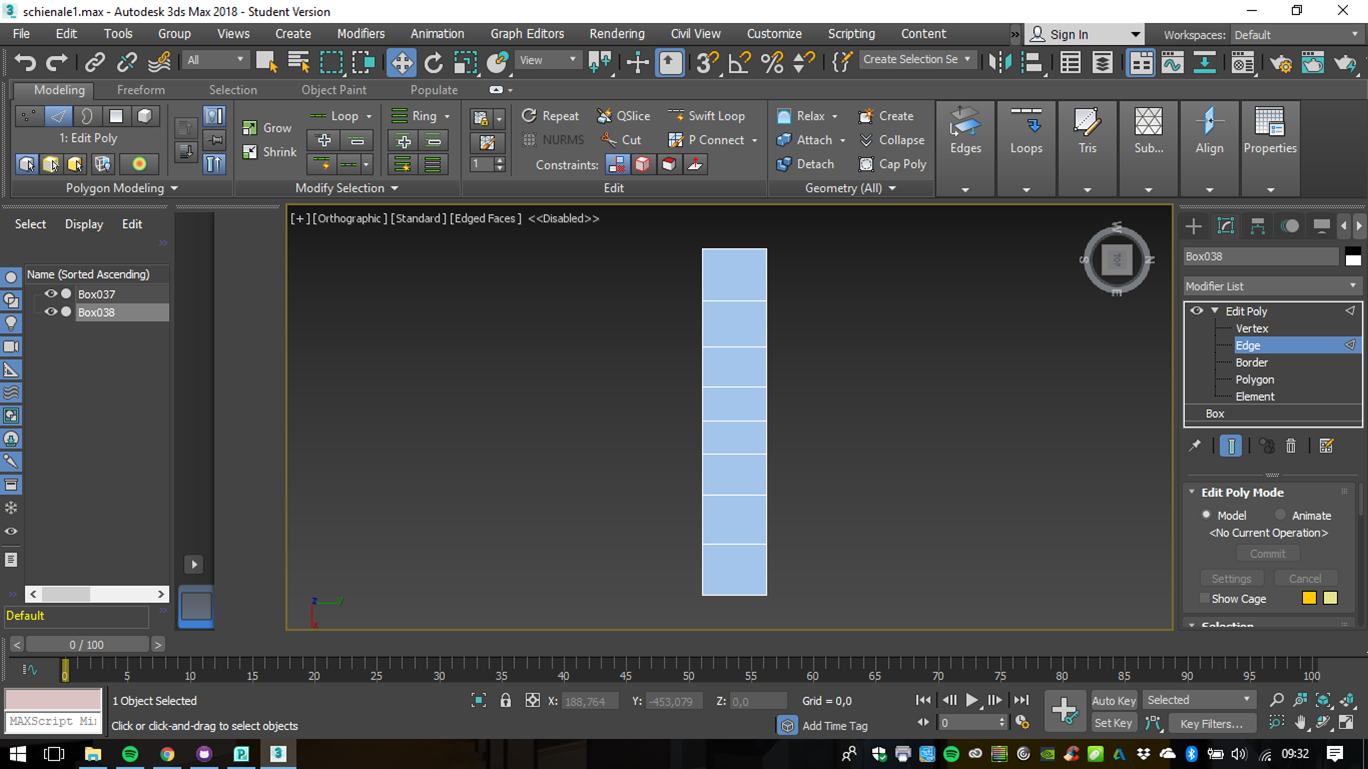 schienale1.max - Autodesk 3ds Max 2018 - Student Version
File Edit Tools Group Views Create Modifiers Animation Graph Editors Rendering Civil View Customize Scripting Content » Sign In Workspaces: Default
All View Create Selection Se
Modeling Freeform Selection Object Paint Populate
1: Edit Poly
Grow Shrink
Loop Ring
Repeat QSlice Swift Loop
NURMS Cut P Connect
1 Constraints:
Relax Create
Attach Collapse
Detach Cap Poly
Edges Loops Tris Sub... Align Properties
Polygon Modeling Modify Selection Edit Geometry (All)
Select Display Edit
»
Name (Sorted Ascending)
Box037
Box038
»
Default
»
[+] [Orthographic ] [Standard ] [Edged Faces ] <<Disabled>>
W
S TOP N
E
z y
x
Box038
Modifier List
Edit Poly
Vertex
Edge
Border
Polygon
Element
Box
Edit Poly Mode
Model Animate
<No Current Operation>
Commit
Settings Cancel
Show Cage
Selection
< 0 / 100 >
0 5 10 15 20 25 30 35 40 45 50 55 60 65 70 75 80 85 90 95 100
MAXScript Mi
1 Object Selected
Click or click-and-drag to select objects
X: 188,764 Y: -453,079 Z: 0,0 Grid = 0,0
Add Time Tag
0
Auto Key Selected
Set Key Key Filters...
09:32